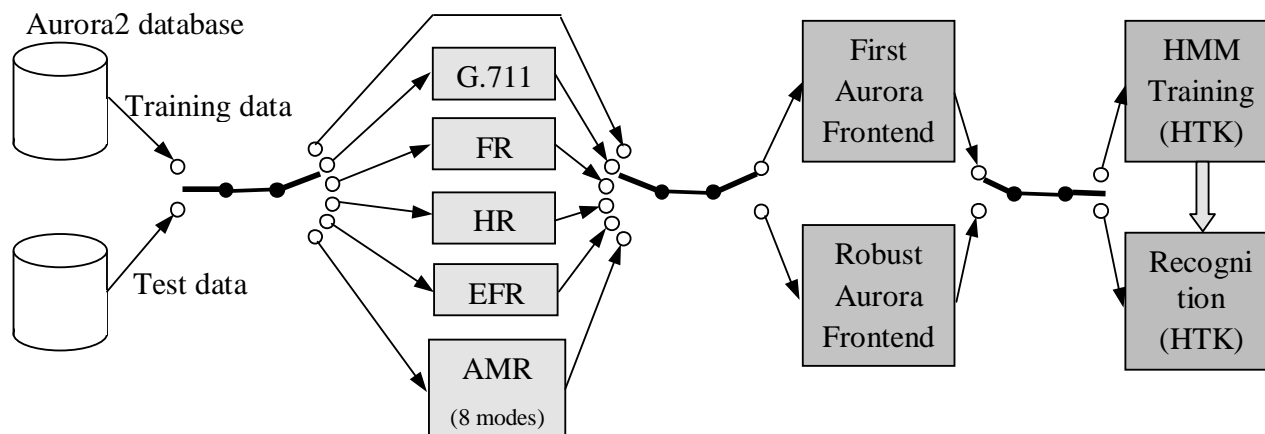 Aurora2 database
Training data
Test data
G.711
FR
HR
EFR
AMR
(8 modes)
First
Aurora
Frontend
Robust
Aurora
Frontend
HMM
Training
(HTK)
Recogni
tion
(HTK)